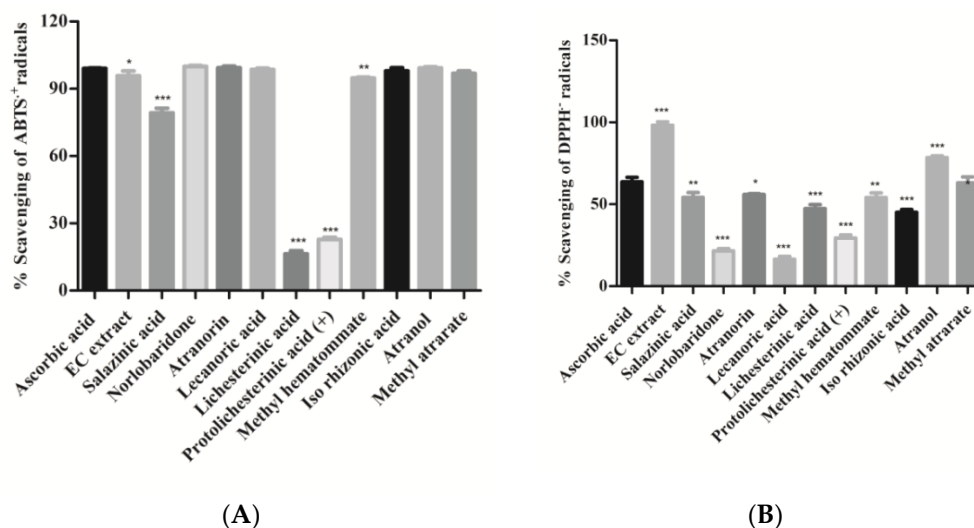 % Scavenging of ABTS·+ radicals
120
90
60
30
0
*
***
***
***
**
Ascorbic acid
EC extract
Salazinic acid
Norlobaridone
Atranorin
Lecanoric acid
Lichesterinic acid
Protolichesterinic acid (+)
Methyl hematommate
Iso rhizonic acid
Atranol
Methyl atrarate
(A)
% Scavenging of DPPH· radicals
150
100
50
0
***
**
***
*
***
***
***
**
***
***
*
Ascorbic acid
EC extract
Salazinic acid
Norlobaridone
Atranorin
Lecanoric acid
Lichesterinic acid
Protolichesterinic acid (+)
Methyl hematommate
Iso rhizonic acid
Atranol
Methyl atrarate
(B)